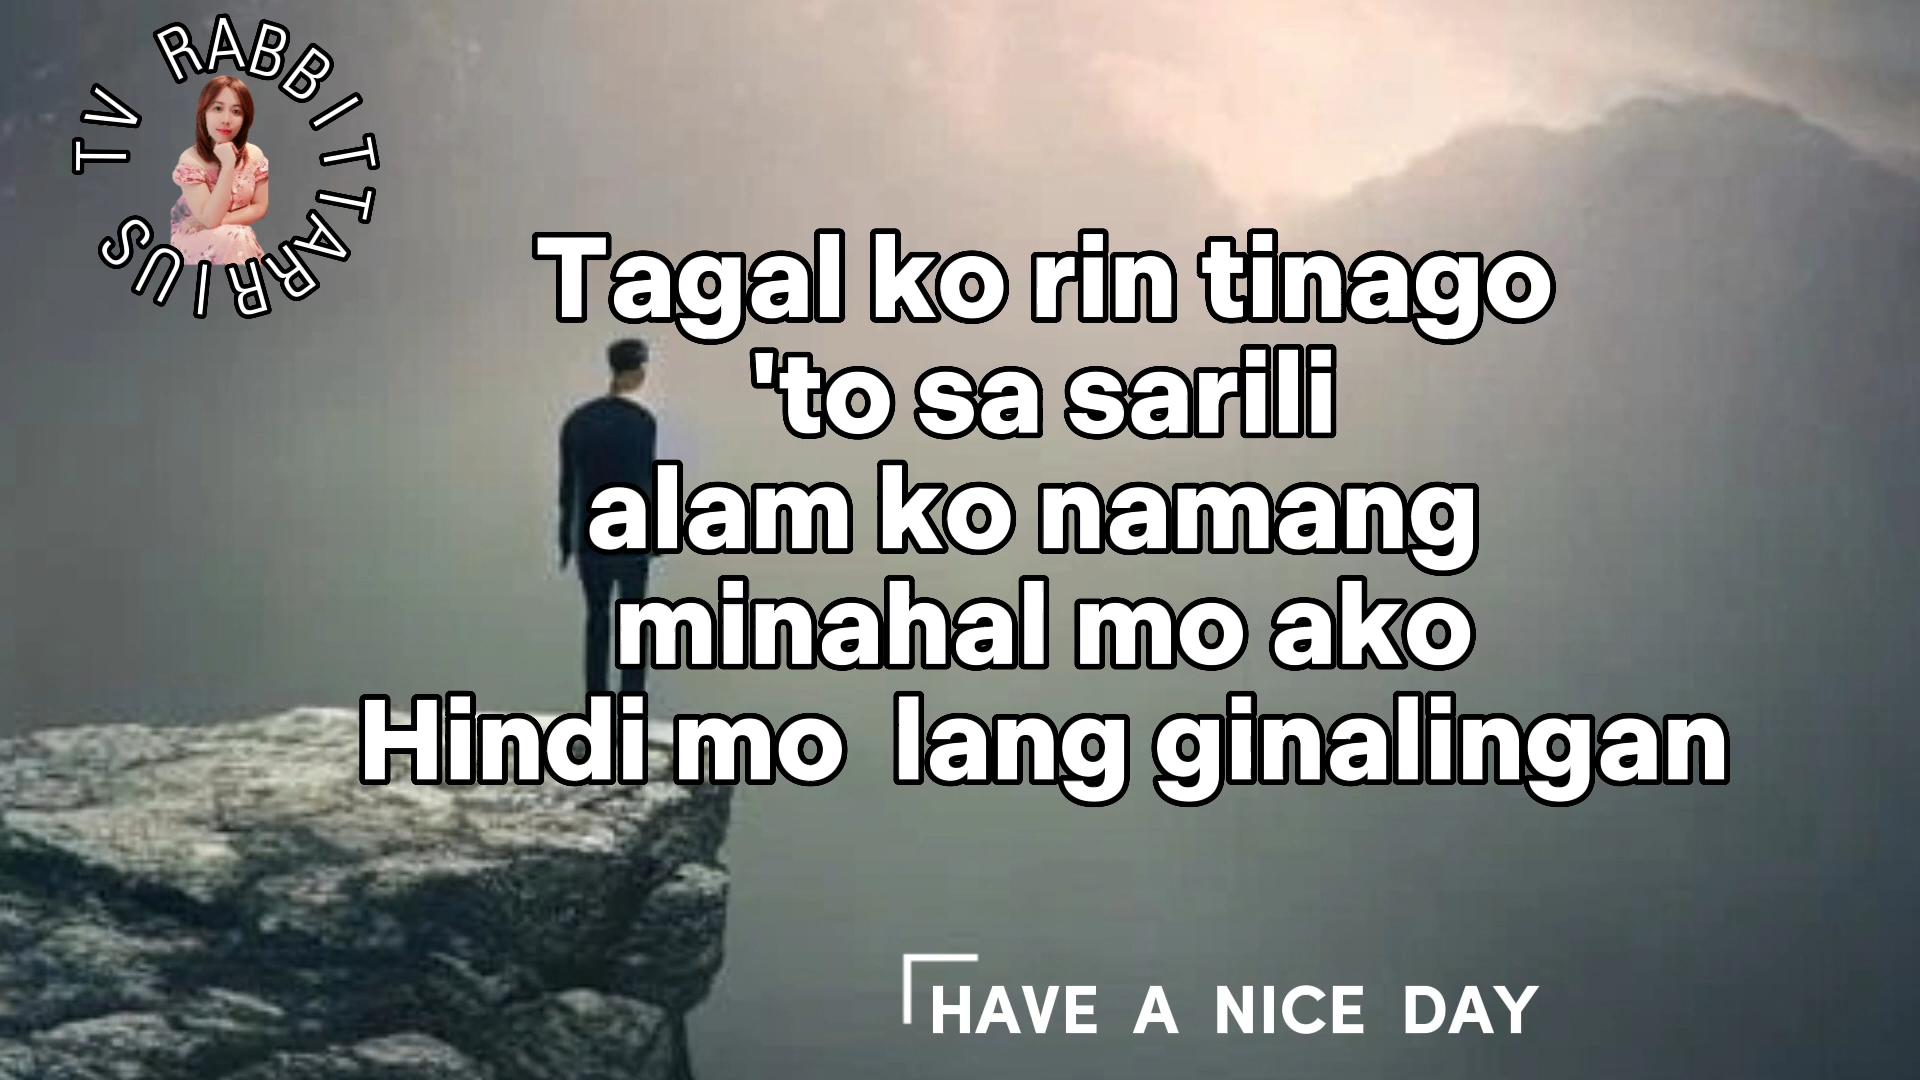 RABBITTARRIUS TV
Tagal ko rin tinago
'to sa sarili
alam ko namang
minahal mo ako
Hindi mo lang ginalingan
HAVE A NICE DAY